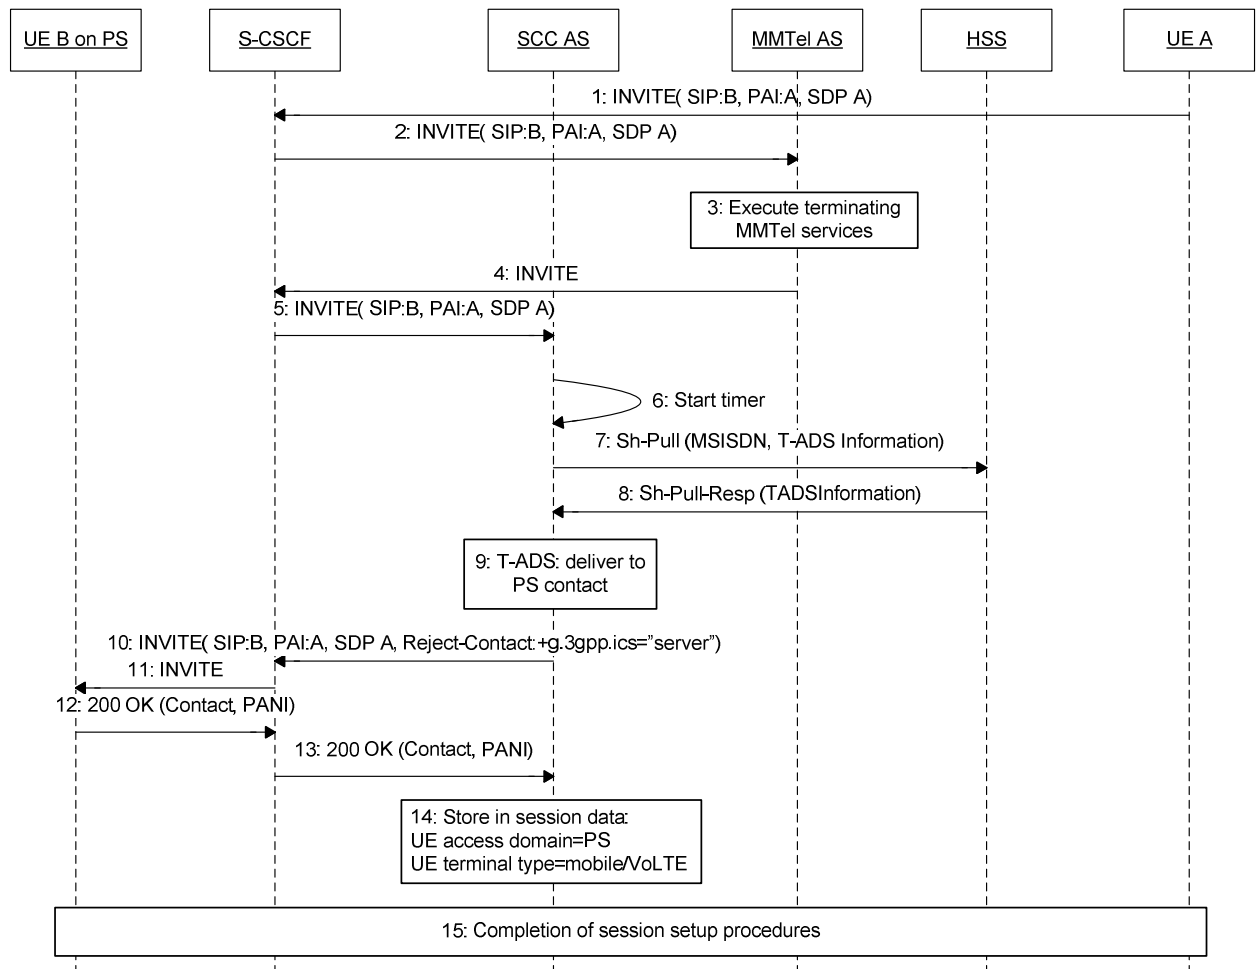 UE B on PS
S-CSCF
SCC AS
MMTel AS
HSS
UE A
1: INVITE( SIP:B, PAI:A, SDP A)
2: INVITE( SIP:B, PAI:A, SDP A)
3: Execute terminating
MMTel services
4: INVITE
5: INVITE( SIP:B, PAI:A, SDP A)
6: Start timer
7: Sh-Pull (MSISDN, T-ADS Information)
8: Sh-Pull-Resp (TADSInformation)
9: T-ADS: deliver to
PS contact
10: INVITE( SIP:B, PAI:A, SDP A, Reject-Contact:+g.3gpp.ics=”server”)
11: INVITE
12: 200 OK (Contact, PANI)
13: 200 OK (Contact, PANI)
14: Store in session data:
UE access domain=PS
UE terminal type=mobile/VoLTE
15: Completion of session setup procedures